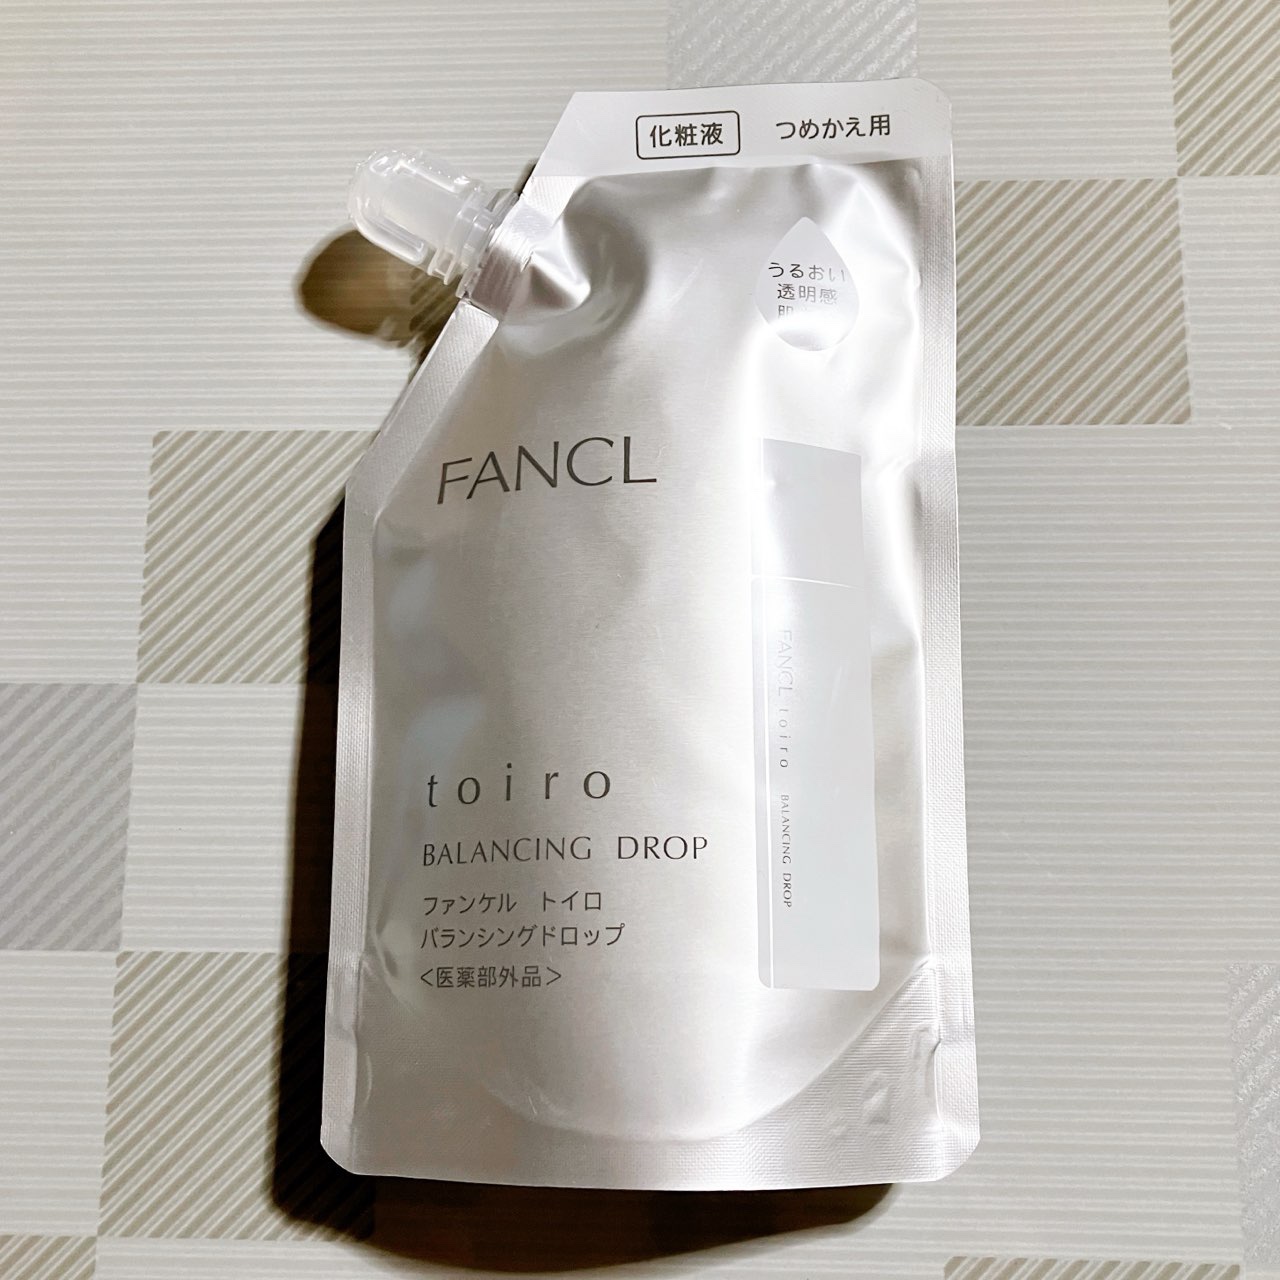 化粧液 つめかえ用
うるおい
透明感
FANCL
toiro
BALANCING DROP
ファンケル トイロ
バランシングドロップ
<医薬部外品>
FANCL toiro BALANCING DROP